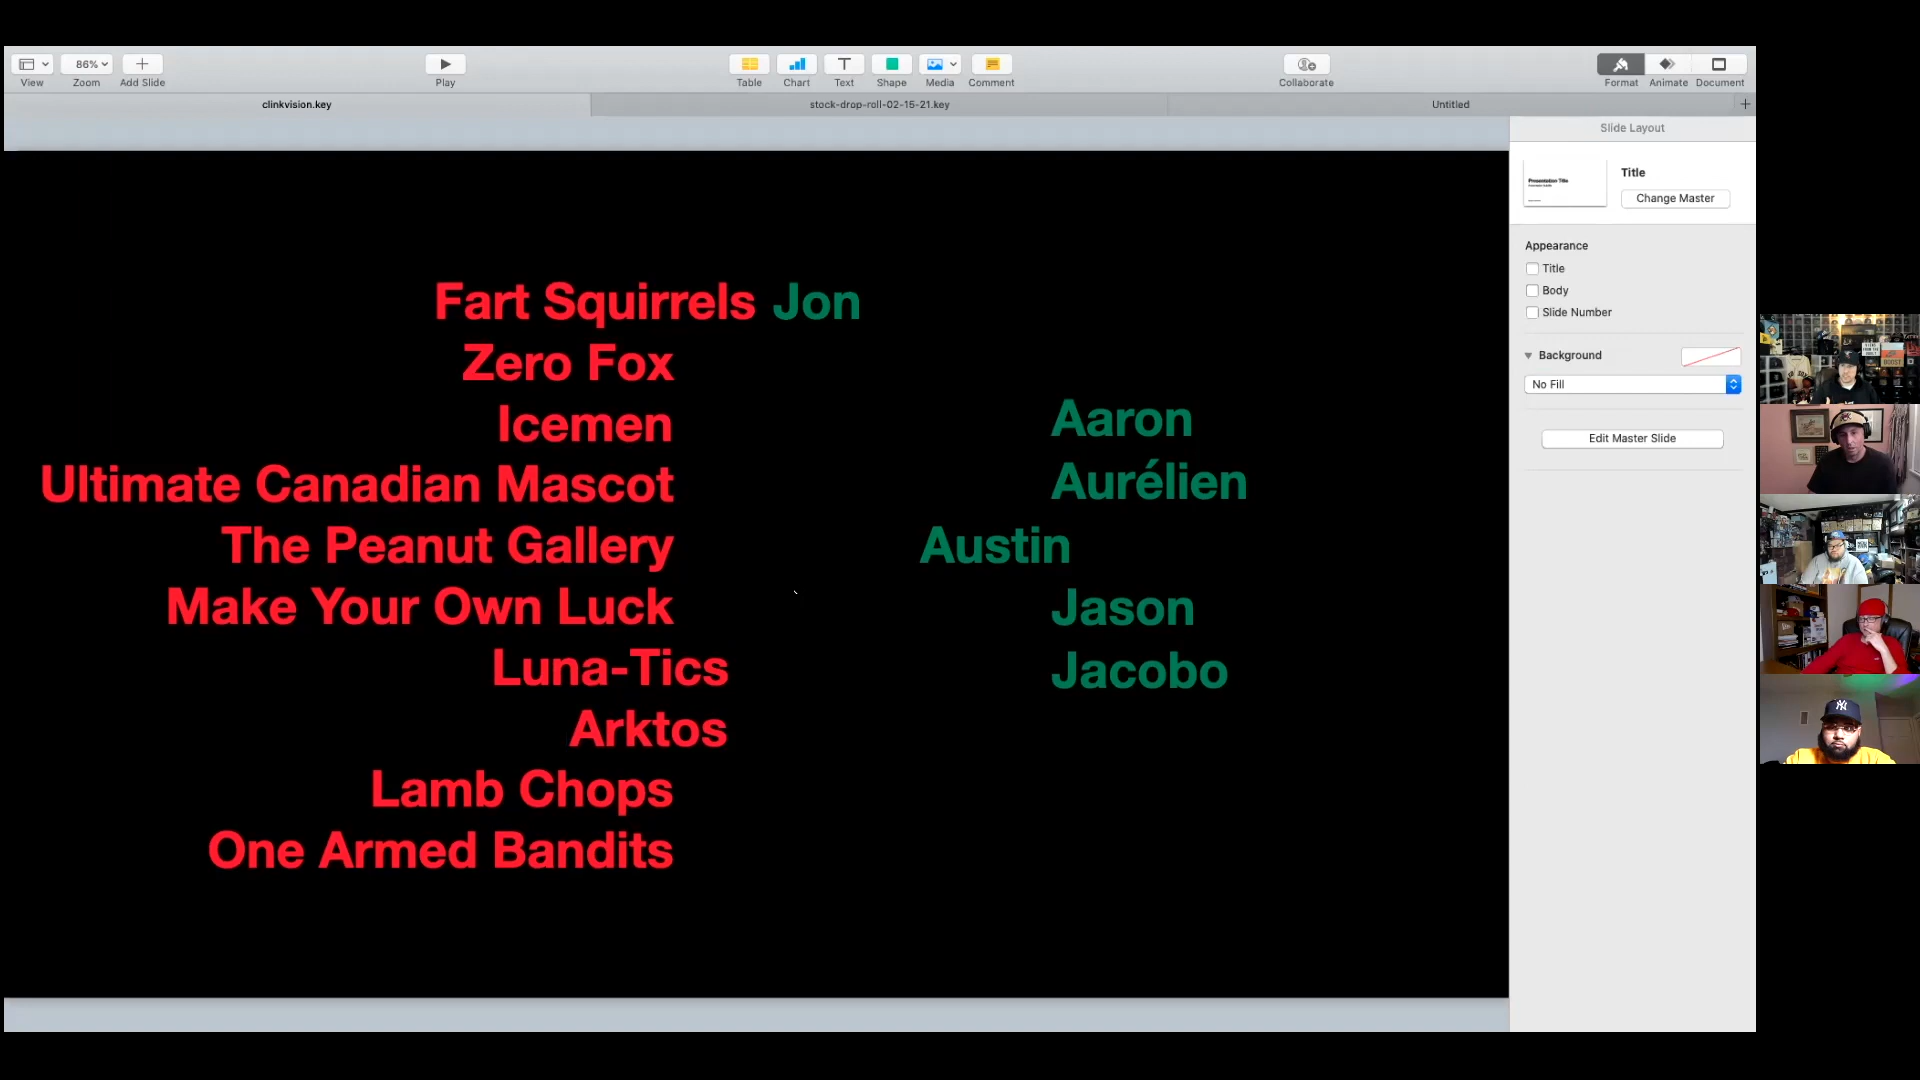 86%
View Zoom Add Slide Play Table Chart Text Shape Media Comment Collaborate Format Animate Document
clinkvision.key stock-drop-roll-02-15-21.key Untitled
Slide Layout
Presentation Title
Title
Change Master
Appearance
Title
Body
Slide Number
Background
No Fill
Edit Master Slide
Fart Squirrels Jon
Zero Fox
Icemen
Aaron
Ultimate Canadian Mascot
Aurélien
The Peanut Gallery
Austin
Make Your Own Luck
Jason
Luna-Tics
Jacobo
Arktos
Lamb Chops
One Armed Bandits